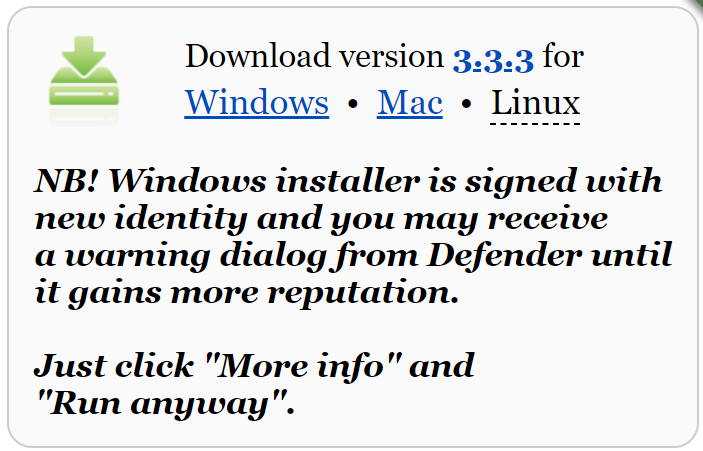 Download version 3.3.3 for
Windows • Mac • Linux
NB! Windows installer is signed with
new identity and you may receive
a warning dialog from Defender until
it gains more reputation.
Just click "More info" and
"Run anyway".